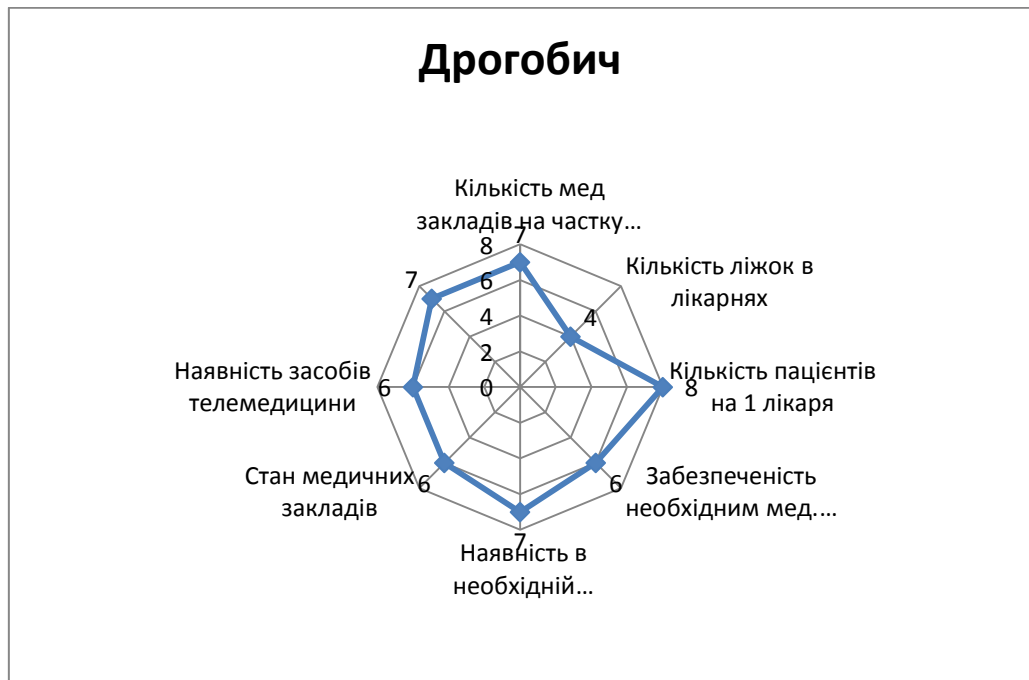 Дрогобич
Кількість мед
закладів на частку…
7
8
6
4
2
0
Кількість ліжок в
лікарнях
4
Кількість пацієнтів
на 1 лікаря
8
Забезпеченість
необхідним мед.…
6
Наявність в
необхідній…
7
Стан медичних
закладів
6
Наявність засобів
телемедицини
6
7